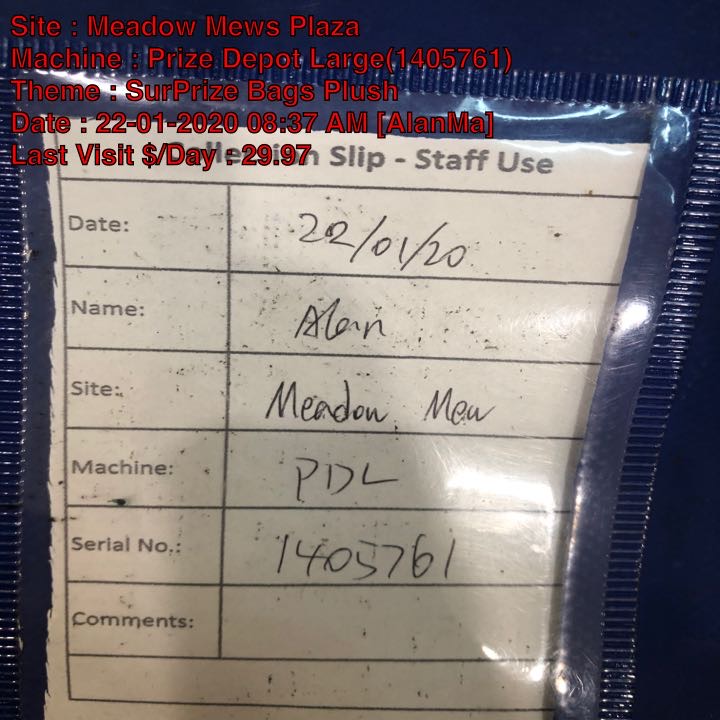 Site : Meadow Mews Plaza
Machine : Prize Depot Large(1405761)
Theme : SurPrize Bags Plush
Date : 22-01-2020 08:37 AM [AlanMa]
Last Visit $/Day : 29.97
Slip - Staff Use
Date: 22/01/20
Name: Alan
Site: Meadow Mew
Machine: PDL
Serial No.: 1405761
Comments: